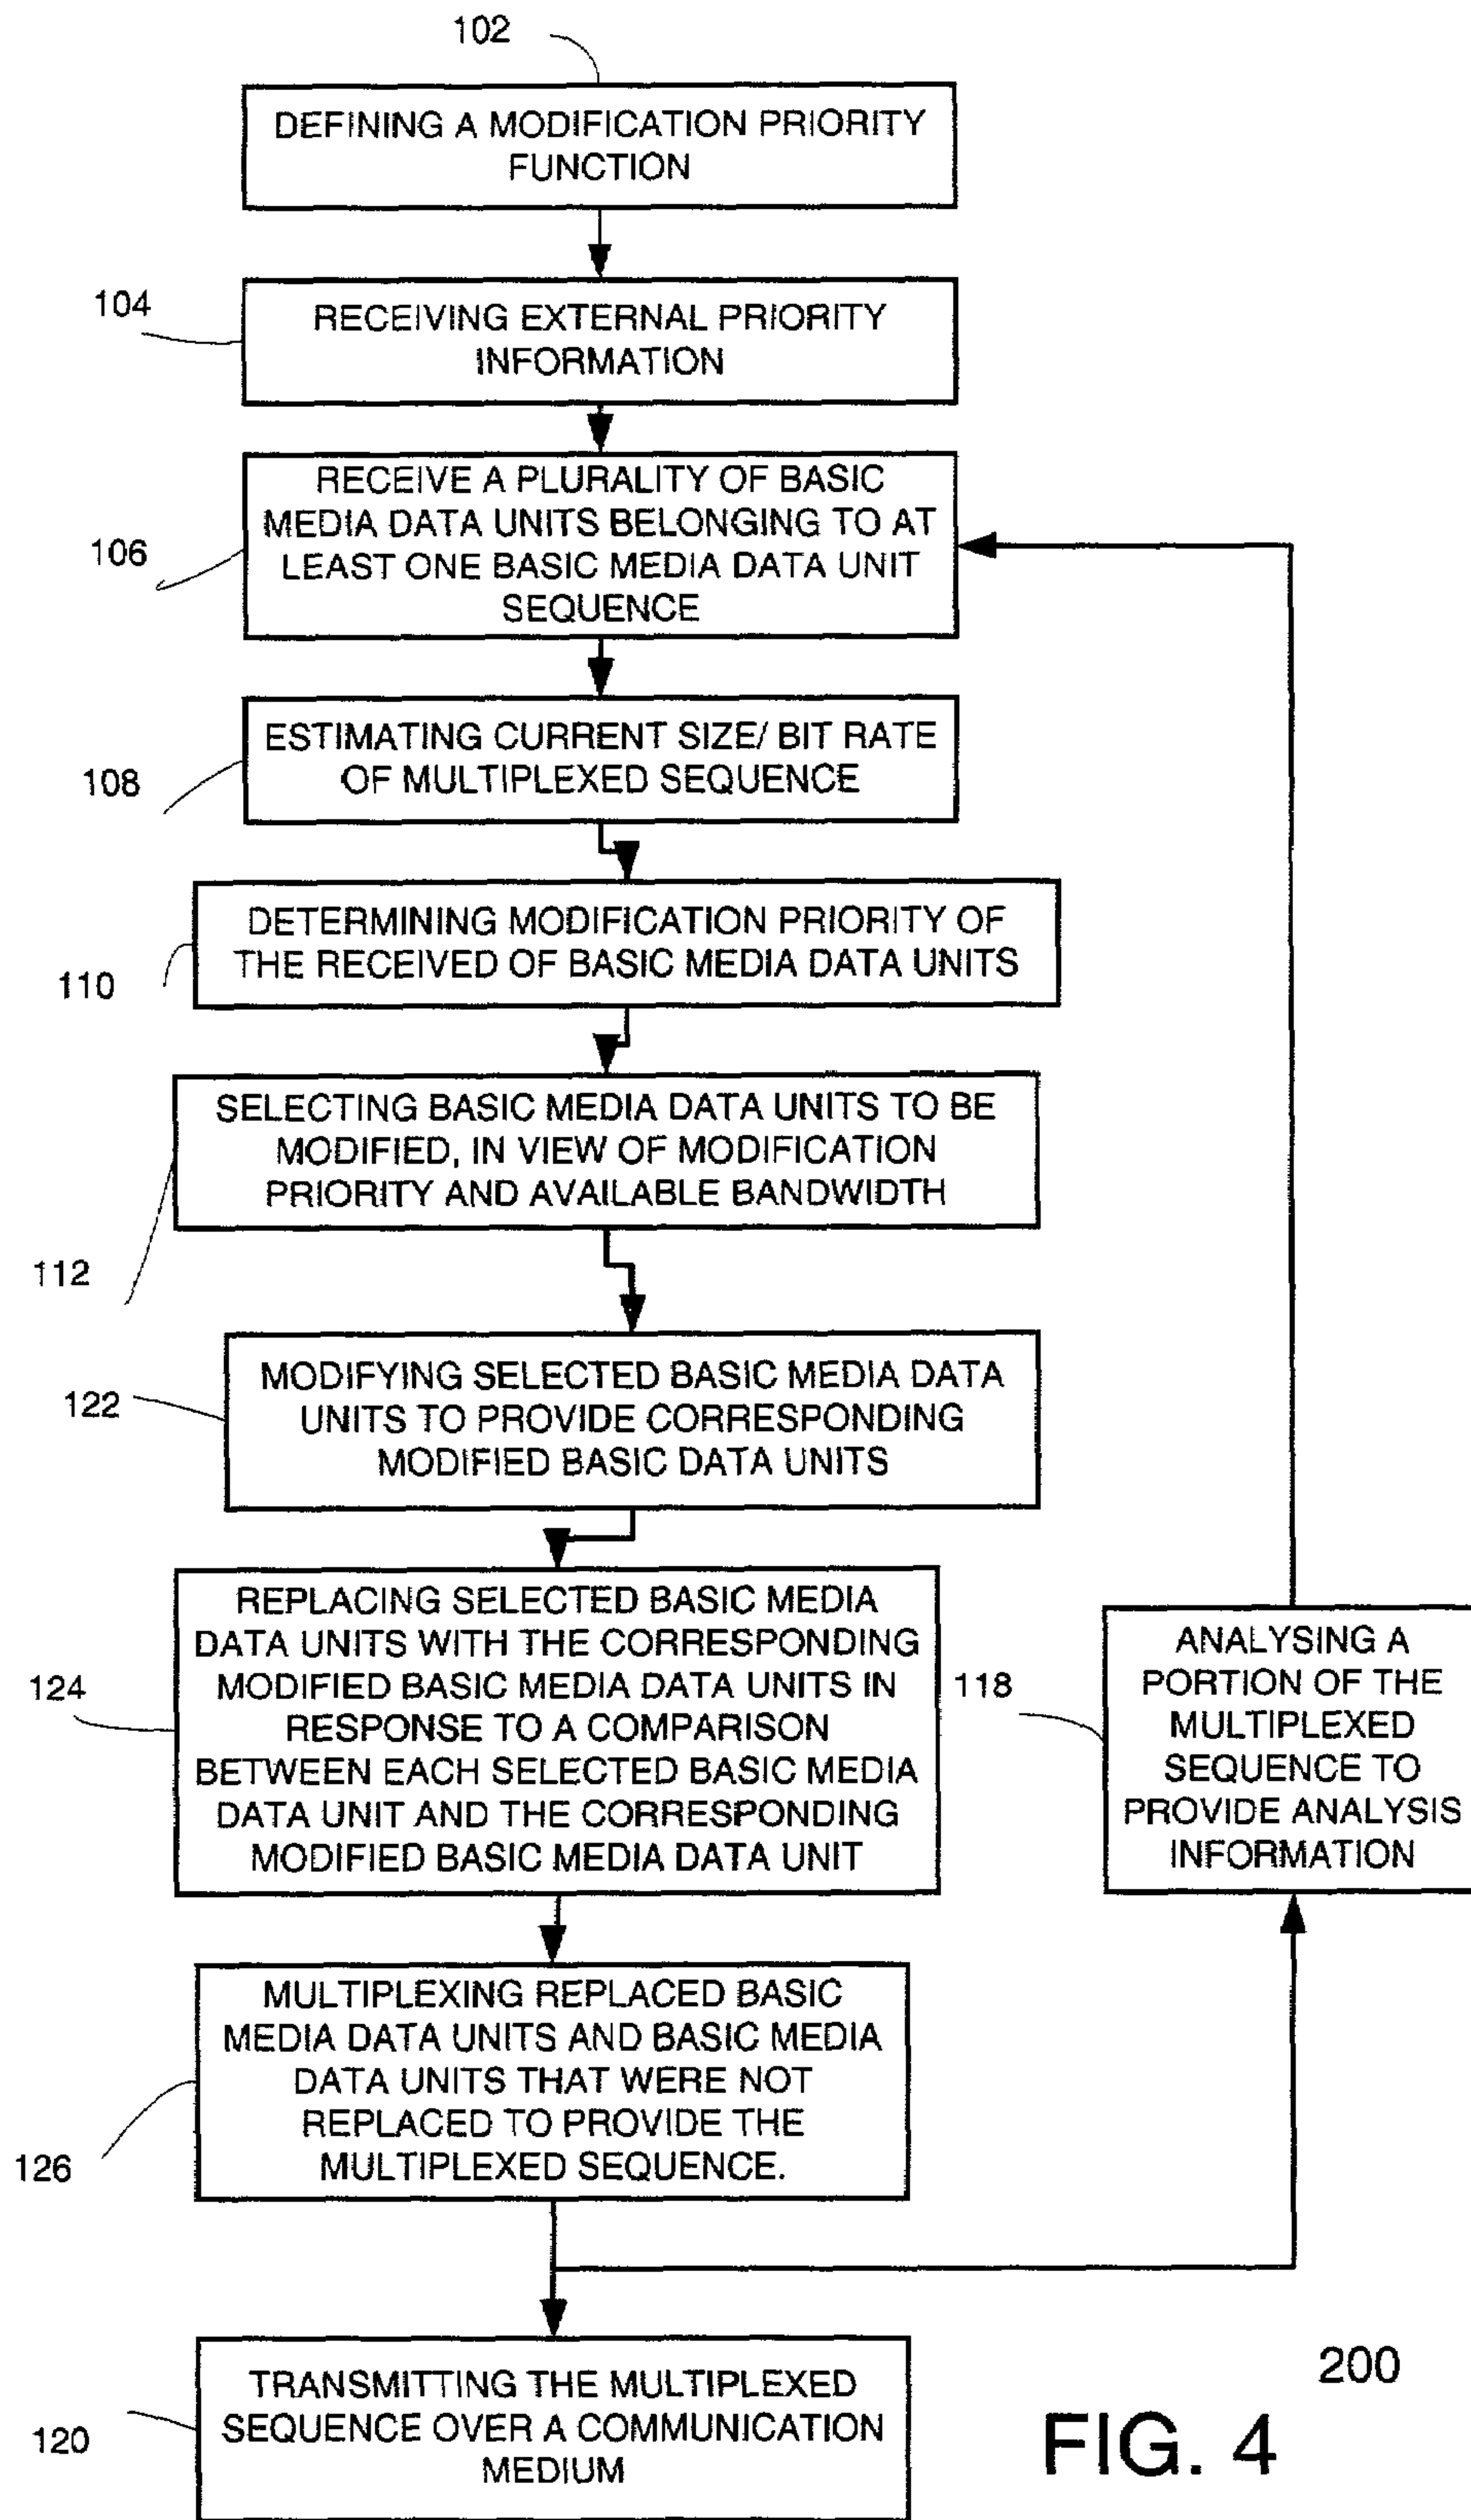 102
DEFINING A MODIFICATION PRIORITY
FUNCTION
104
RECEIVING EXTERNAL PRIORITY
INFORMATION
106
RECEIVE A PLURALITY OF BASIC
MEDIA DATA UNITS BELONGING TO AT
LEAST ONE BASIC MEDIA DATA UNIT
SEQUENCE
108
ESTIMATING CURRENT SIZE/ BIT RATE
OF MULTIPLEXED SEQUENCE
110
DETERMINING MODIFICATION PRIORITY OF
THE RECEIVED OF BASIC MEDIA DATA UNITS
112
SELECTING BASIC MEDIA DATA UNITS TO BE
MODIFIED, IN VIEW OF MODIFICATION
PRIORITY AND AVAILABLE BANDWIDTH
122
MODIFYING SELECTED BASIC MEDIA DATA
UNITS TO PROVIDE CORRESPONDING
MODIFIED BASIC DATA UNITS
124
REPLACING SELECTED BASIC MEDIA
DATA UNITS WITH THE CORRESPONDING
MODIFIED BASIC MEDIA DATA UNITS IN
RESPONSE TO A COMPARISON
BETWEEN EACH SELECTED BASIC MEDIA
DATA UNIT AND THE CORRESPONDING
MODIFIED BASIC MEDIA DATA UNIT
118
ANALYSING A
PORTION OF THE
MULTIPLEXED
SEQUENCE TO
PROVIDE ANALYSIS
INFORMATION
126
MULTIPLEXING REPLACED BASIC
MEDIA DATA UNITS AND BASIC MEDIA
DATA UNITS THAT WERE NOT
REPLACED TO PROVIDE THE
MULTIPLEXED SEQUENCE.
120
TRANSMITTING THE MULTIPLEXED
SEQUENCE OVER A COMMUNICATION
MEDIUM
200
FIG. 4